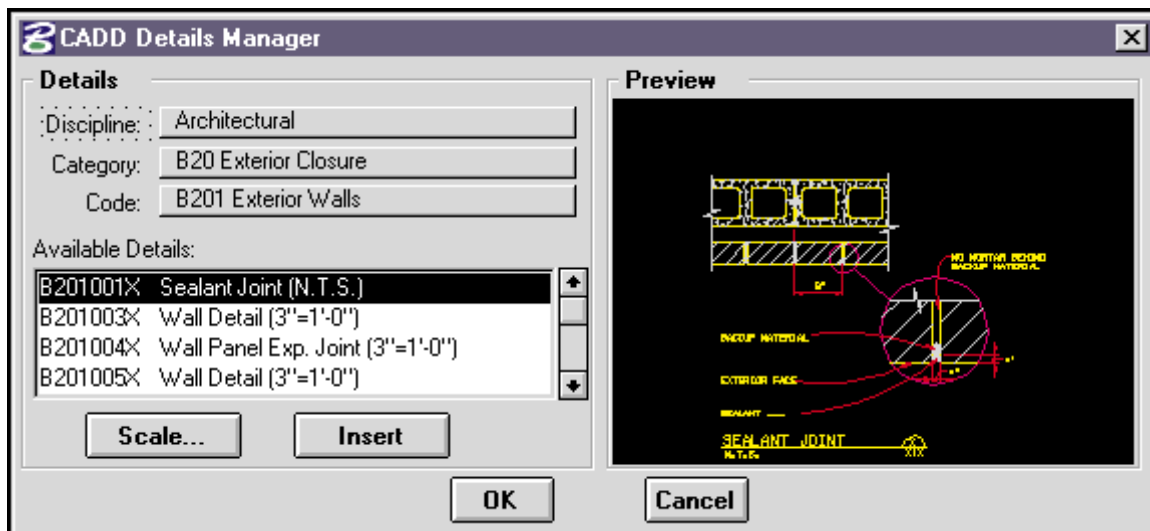 CADD Details Manager
Details
Discipline: Architectural
Category: B20 Exterior Closure
Code: B201 Exterior Walls
Available Details:
B201001X Sealant Joint (N.T.S.)
B201003X Wall Detail (3"=1'-0")
B201004X Wall Panel Exp. Joint (3"=1'-0")
B201005X Wall Detail (3"=1'-0")
Scale...
Insert
Preview
NO MORTAR BEHIND
BACKUP MATERIAL
BACKUP MATERIAL
EXTERIOR FACE
SEALANT
SEALANT JOINT
N.T.S.
OK
Cancel